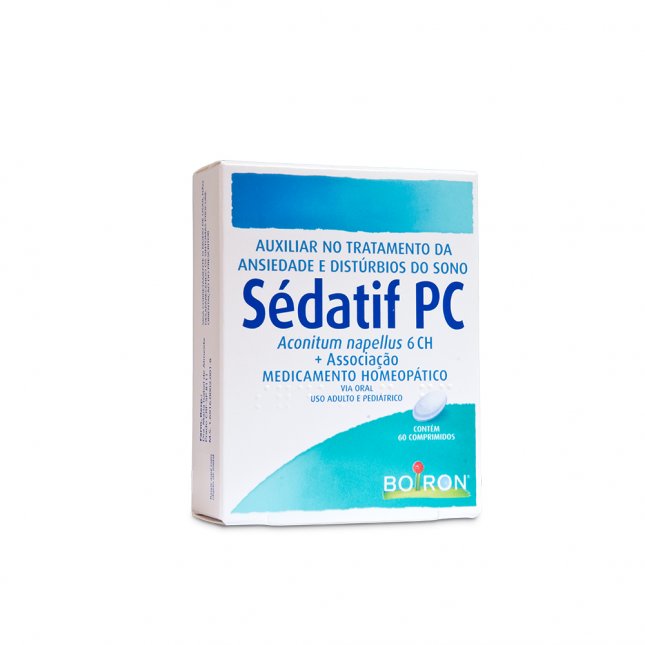 AUXILIAR NO TRATAMENTO DA
ANSIEDADE E DISTÚRBIOS DO SONO
Sédatif PC
Aconitum napellus 6 CH
+ Associação
MEDICAMENTO HOMEOPÁTICO
VIA ORAL
USO ADULTO E PEDIÁTRICO
CONTÉM
60 COMPRIMIDOS
BOIRON®